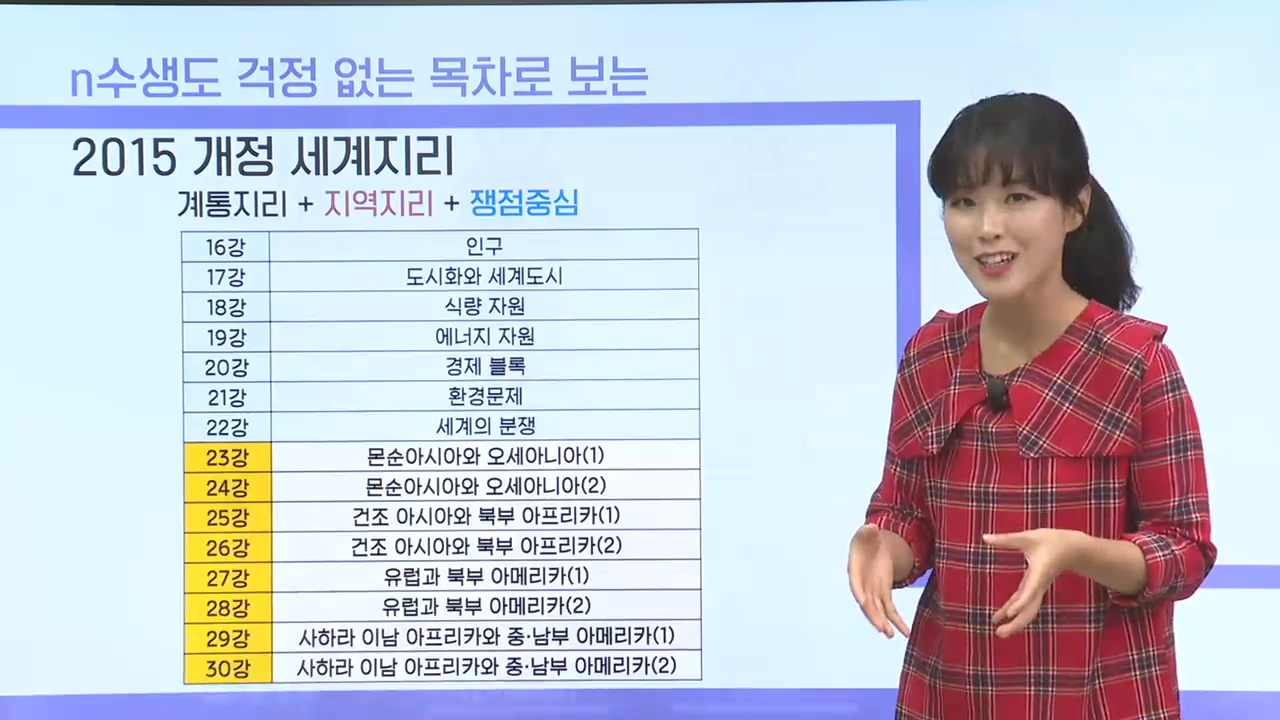 n수생도 걱정 없는 목차로 보는
2015 개정 세계지리
계통지리 + 지역지리 + 쟁점중심
16강 인구
17강 도시화와 세계도시
18강 식량 자원
19강 에너지 자원
20강 경제 블록
21강 환경문제
22강 세계의 분쟁
23강 몬순아시아와 오세아니아(1)
24강 몬순아시아와 오세아니아(2)
25강 건조 아시아와 북부 아프리카(1)
26강 건조 아시아와 북부 아프리카(2)
27강 유럽과 북부 아메리카(1)
28강 유럽과 북부 아메리카(2)
29강 사하라 이남 아프리카와 중·남부 아메리카(1)
30강 사하라 이남 아프리카와 중·남부 아메리카(2)